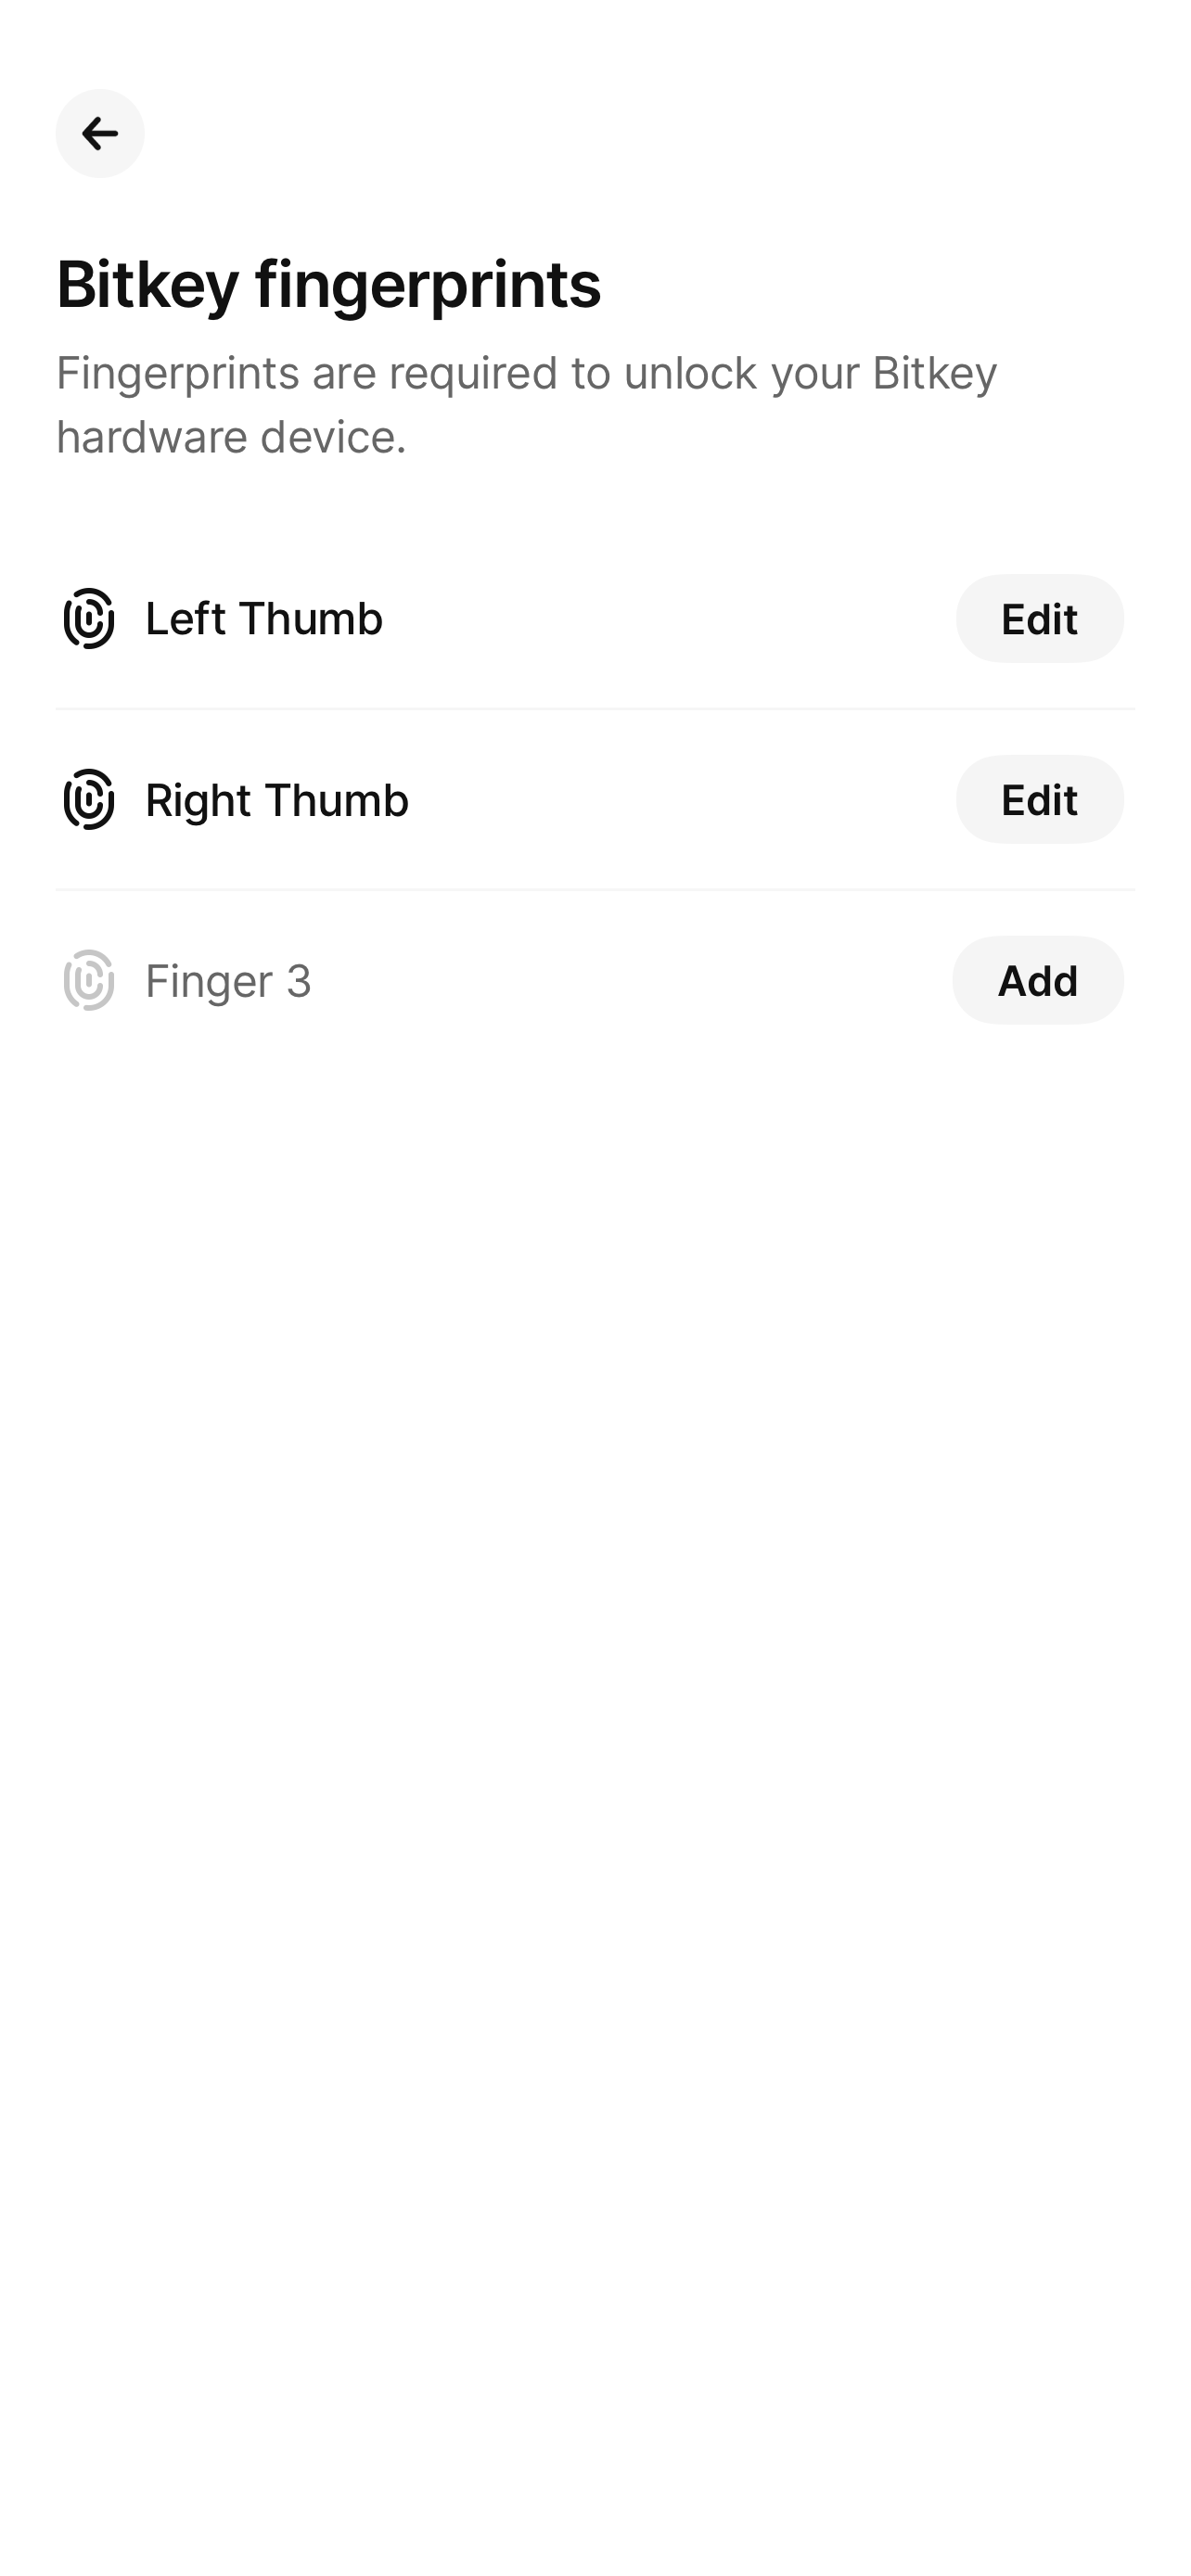 Bitkey fingerprints
Fingerprints are required to unlock your Bitkey
hardware device.
Left Thumb
Edit
Right Thumb
Edit
Finger 3
Add